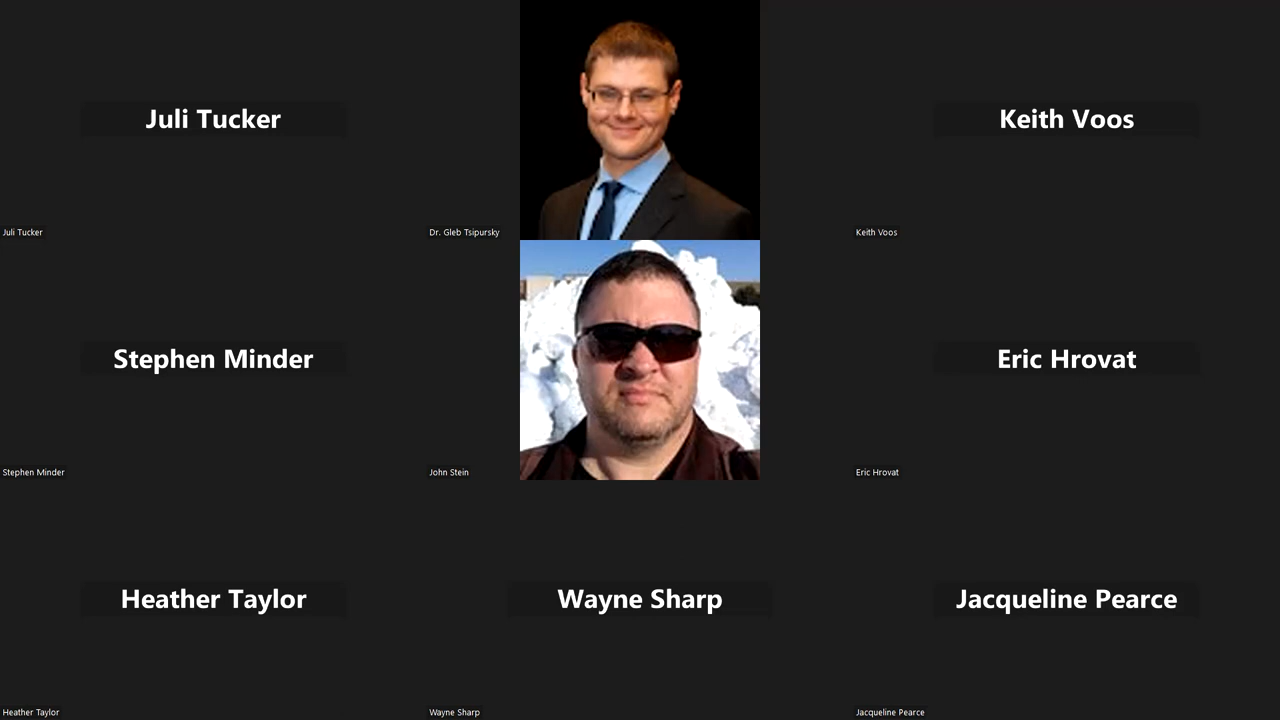 Juli Tucker
Keith Voos
Juli Tucker
Dr. Gleb Tsipursky
Keith Voos
Stephen Minder
Eric Hrovat
Stephen Minder
John Stein
Eric Hrovat
Heather Taylor
Wayne Sharp
Jacqueline Pearce
Heather Taylor
Wayne Sharp
Jacqueline Pearce